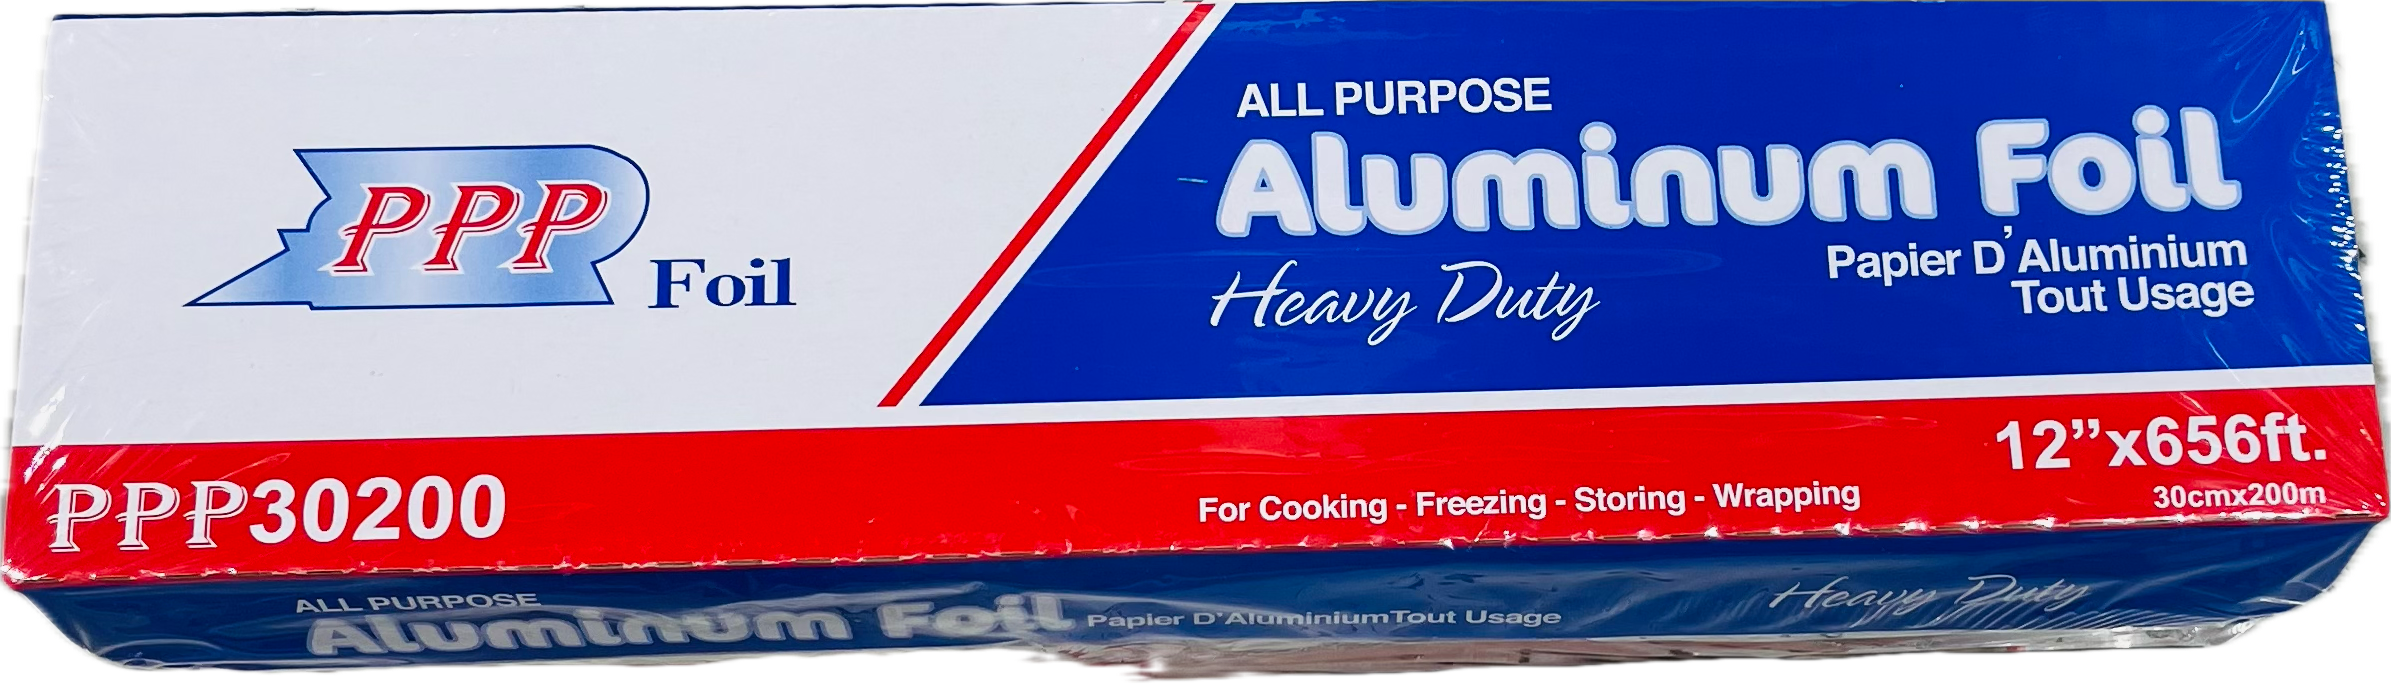 PPP
Foil
ALL PURPOSE
Aluminum Foil
Heavy Duty
Papier D'Aluminium
Tout Usage
PPP30200
For Cooking - Freezing - Storing - Wrapping
12”x656ft.
30cmx200m
ALL PURPOSE
Aluminum Foil
Papier D'AluminiumTout Usage
Heavy Duty